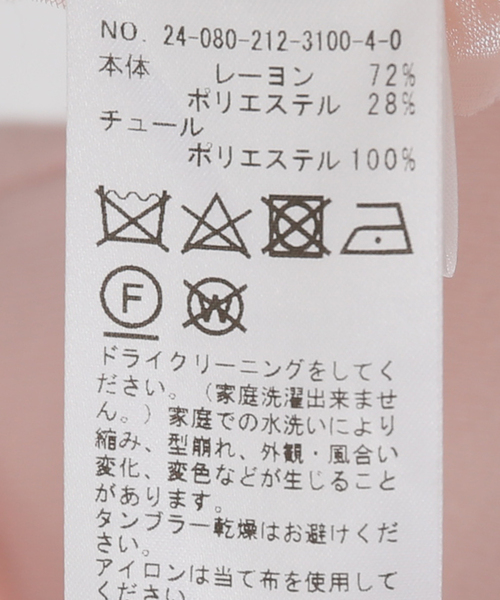 NO. 24-080-212-3100-4-0
本体 レーヨン 72%
ポリエステル 28%
チュール
ポリエステル 100%
F
W
ドライクリーニングをしてく
ださい。（家庭洗濯出来ませ
ん。）家庭での水洗いにより
縮み、型崩れ、外観・風合い
変化、変色などが生じること
があります。
タンブラー乾燥はお避けくだ
さい。
アイロンは当て布を使用して
ください。